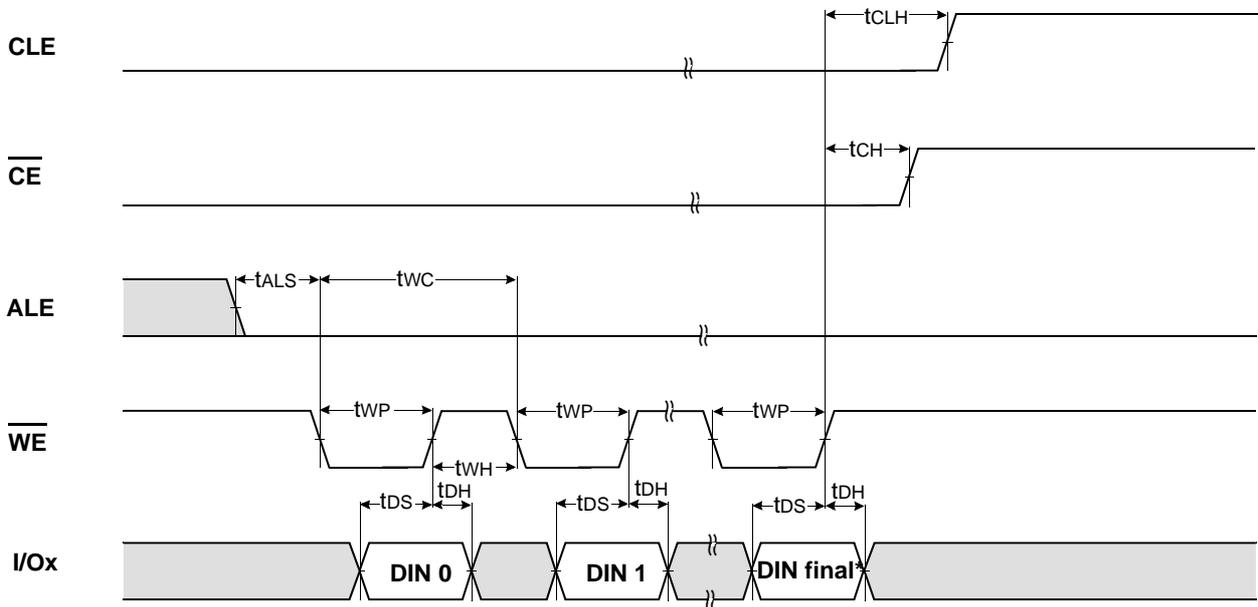 tCLH
CLE
tCH
CE
tALS
tWC
ALE
tWP
tWP
tWP
WE
tWH
tDS
tDH
tDS
tDH
tDS
tDH
I/Ox
DIN 0
DIN 1
DIN final*